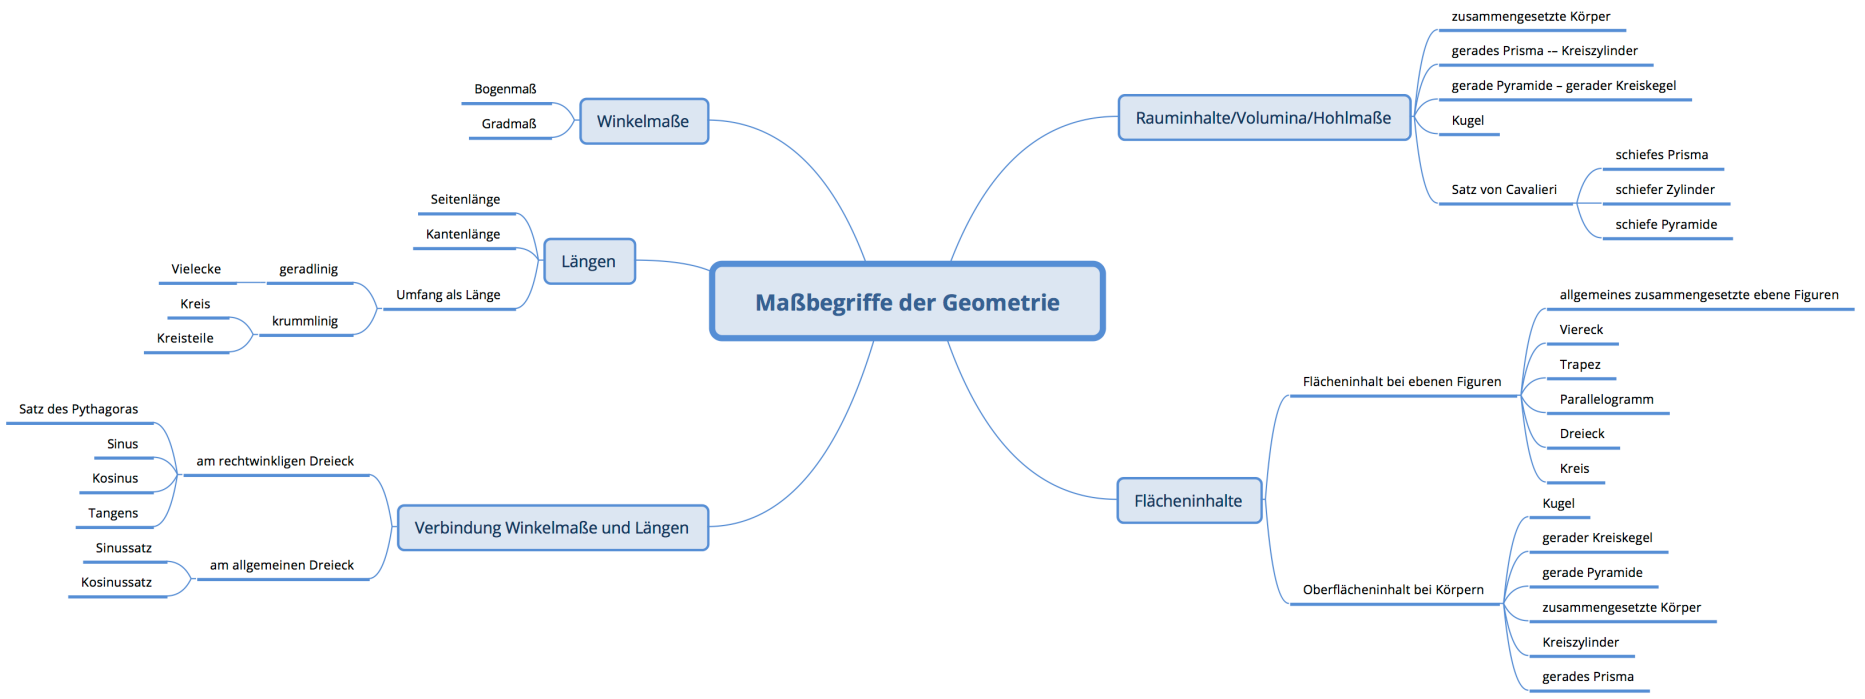 Maßbegriffe der Geometrie
Winkelmaße
Bogenmaß
Gradmaß
Längen
Seitenlänge
Kantenlänge
Umfang als Länge
geradlinig
Vielecke
krummlinig
Kreis
Kreisteile
Verbindung Winkelmaße und Längen
am rechtwinkligen Dreieck
Satz des Pythagoras
Sinus
Kosinus
Tangens
am allgemeinen Dreieck
Sinussatz
Kosinussatz
Rauminhalte/Volumina/Hohlmaße
zusammengesetzte Körper
gerades Prisma -– Kreiszylinder
gerade Pyramide – gerader Kreiskegel
Kugel
Satz von Cavalieri
schiefes Prisma
schiefer Zylinder
schiefe Pyramide
Flächeninhalte
Flächeninhalt bei ebenen Figuren
allgemeines zusammengesetzte ebene Figuren
Viereck
Trapez
Parallelogramm
Dreieck
Kreis
Oberflächeninhalt bei Körpern
Kugel
gerader Kreiskegel
gerade Pyramide
zusammengesetzte Körper
Kreiszylinder
gerades Prisma